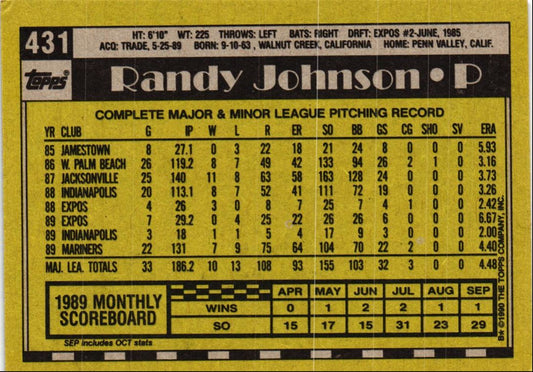 431
HT: 6'10" WT: 225 THROWS: LEFT BATS: RIGHT DRFT: EXPOS #2-JUNE, 1985
ACQ: TRADE, 5-25-89 BORN: 9-10-63, WALNUT CREEK, CALIFORNIA HOME: PENN VALLEY, CALIF.
TOPPS
Randy Johnson • P
COMPLETE MAJOR & MINOR LEAGUE PITCHING RECORD
YR CLUB G IP W L R ER SO BB GS CG SHO SV ERA
85 JAMESTOWN 8 27.1 0 3 22 18 21 24 8 0 0 0 5.93
86 W. PALM BEACH 26 119.2 8 7 49 42 133 94 26 2 1 0 3.16
87 JACKSONVILLE 25 140 11 8 63 58 163 128 24 0 0 0 3.73
88 INDIANAPOLIS 20 113.1 8 7 52 41 111 72 19 0 0 0 3.26
88 EXPOS 4 26 3 0 8 7 25 7 4 1 0 0 2.42
89 EXPOS 7 29.2 0 4 25 22 26 26 6 0 0 0 6.67
89 INDIANAPOLIS 3 18 1 1 5 4 17 9 3 0 0 0 2.00
89 MARINERS 22 131 7 9 75 64 104 70 22 2 0 0 4.40
MAJ. LEA. TOTALS 33 186.2 10 13 108 93 155 103 32 3 0 0 4.48
1989 MONTHLY SCOREBOARD
APR MAY JUN JUL AUG SEP
WINS 0 1 2 2 1 1
SO 15 17 15 31 23 29
SEP includes OCT stats
B* © 1990 THE TOPPS COMPANY, INC.